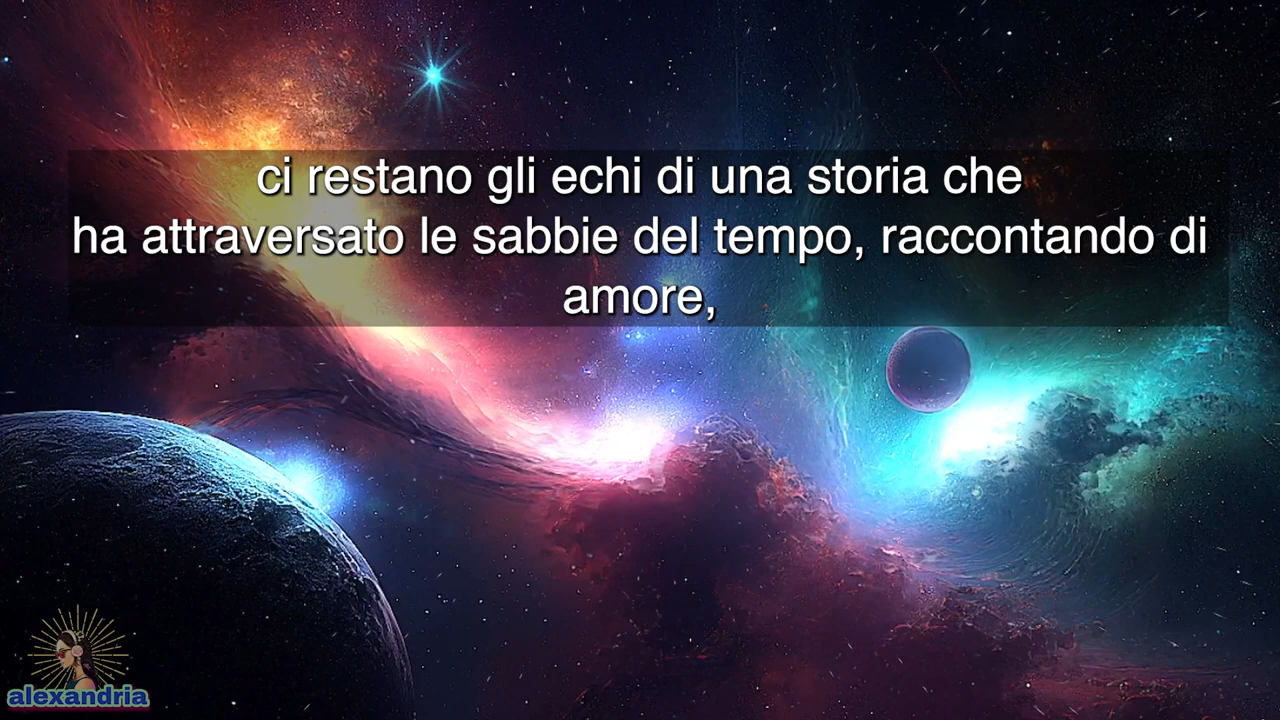 ci restano gli echi di una storia che
ha attraversato le sabbie del tempo, raccontando di
amore,
alexandria